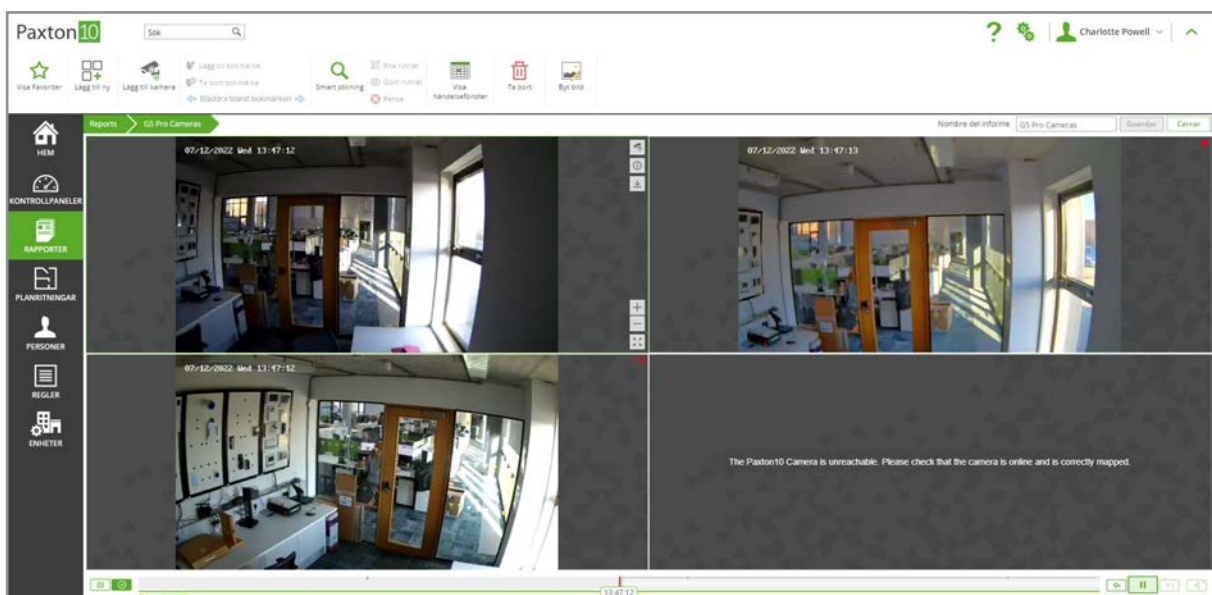 Paxton10
Sök
Charlotte Powell
Visa Favoriter
Lägg till ny
Lägg till kamera
Lägg till bokmärke
Ta bort bokmärke
Bläddra bland bokmärken
Smart sökning
Rita rutnät
Göm rutnät
Rensa
Visa händelsefönster
Ta bort
Byt bild
HEM
KONTROLLPANELER
RAPPORTER
PLANRITNINGAR
PERSONER
REGLER
ENHETER
Reports
GS Pro Cameras
Nombre del informe
GS Pro Cameras
Guardar
Cerrar
07/12/2022 Wed 13:47:12
07/12/2022 Wed 13:47:13
07/12/2022 Wed 13:47:12
The Paxton10 Camera is unreachable. Please check that the camera is online and is correctly mapped.
13:47:12